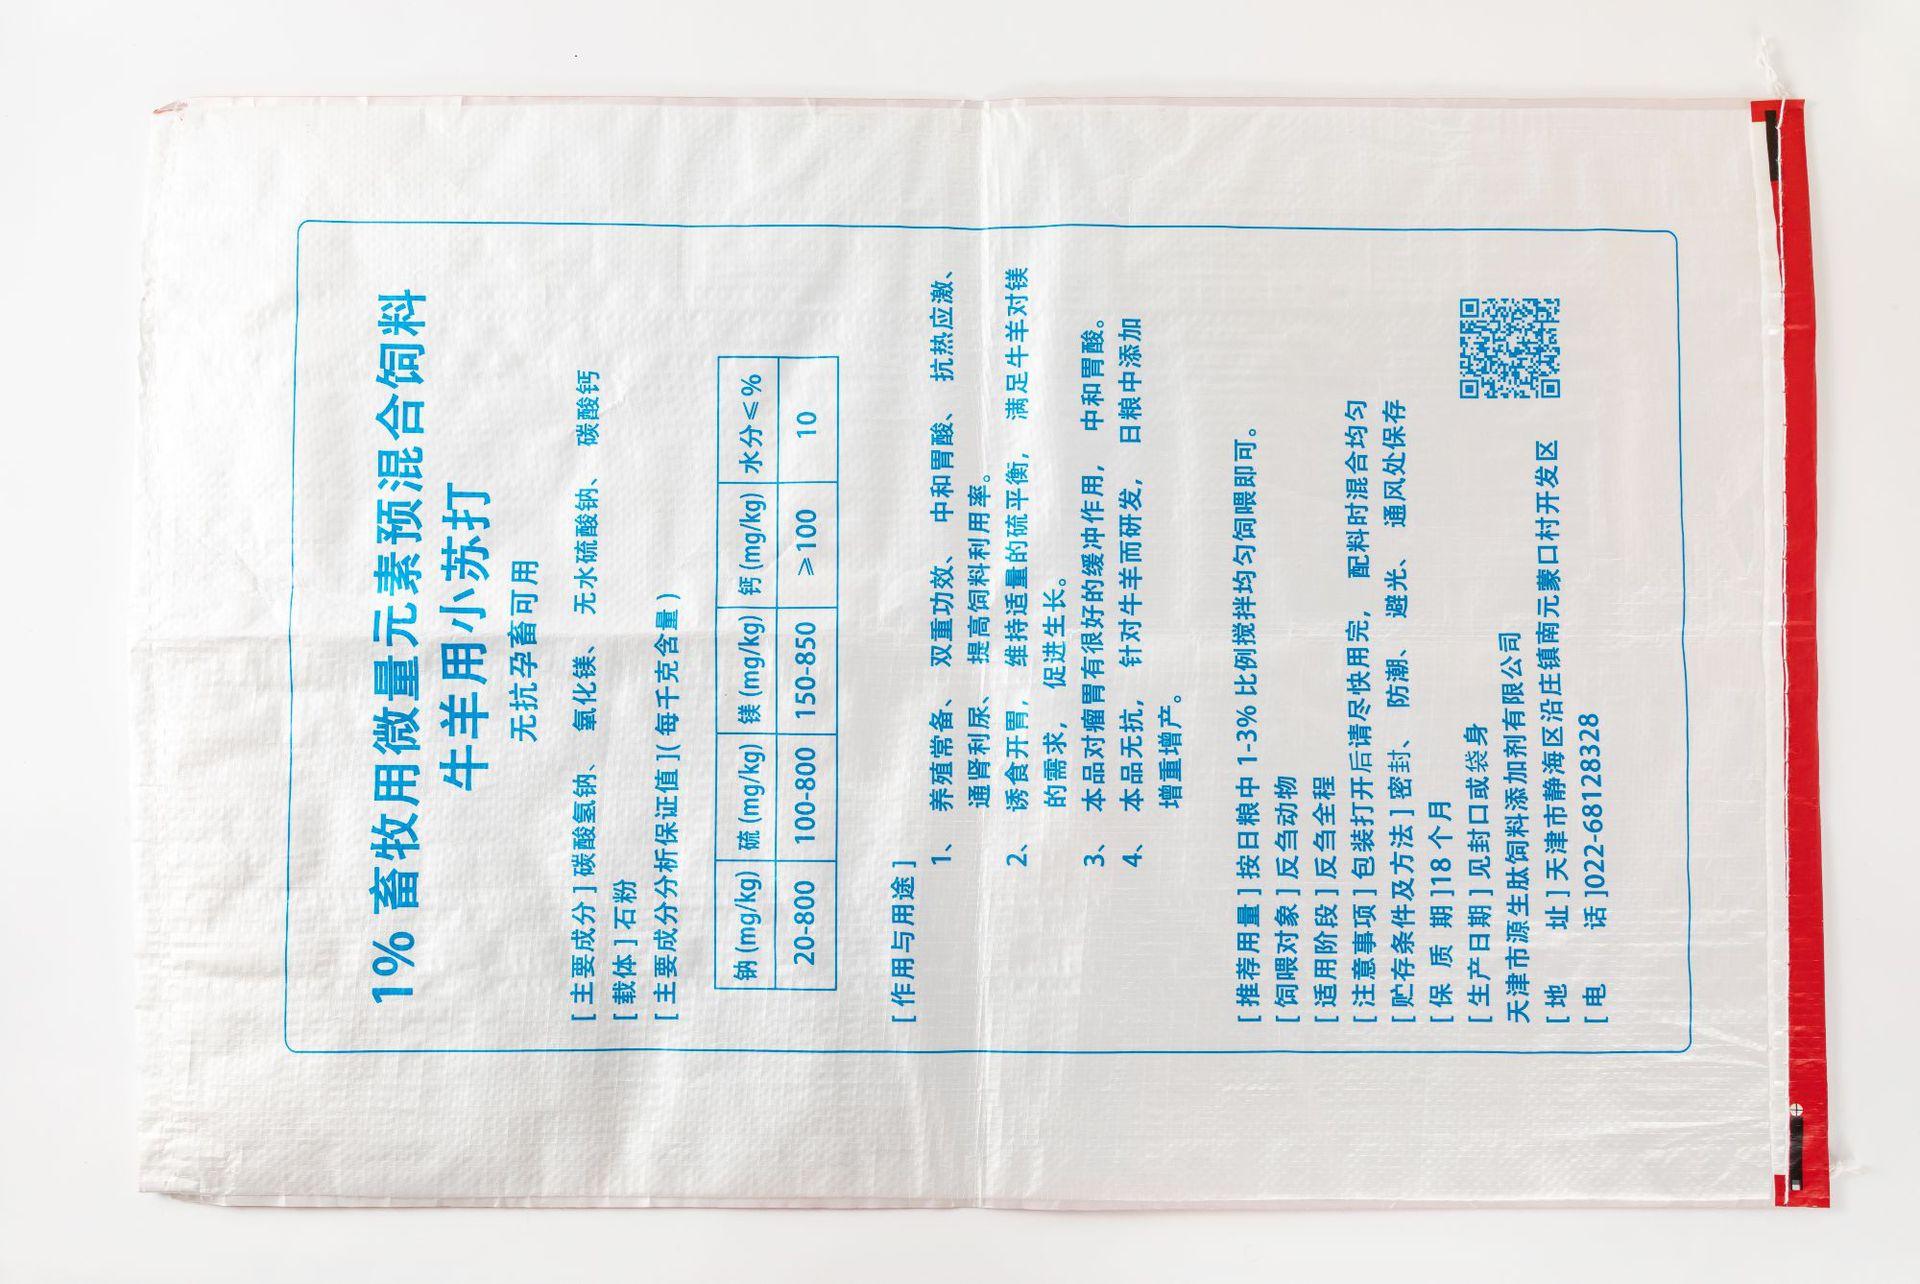 1% 畜牧用微量元素预混合饲料
牛羊用小苏打
无抗孕畜可用
[ 主要成分 ] 碳酸氢钠、 氧化镁、 无水硫酸钠、 碳酸钙
[ 载体 ] 石粉
[ 主要成分分析保证值 ]( 每千克含量 )
钠 (mg/kg) 硫 (mg/kg) 镁 (mg/kg) 钙 (mg/kg) 水分 ≤ %
20-800 100-800 150-850 ≥100 10
[ 作用与用途 ]
1、 养殖常备、 双重功效、 中和胃酸、 抗热应激、
通肾利尿、 提高饲料利用率。
2、 诱食开胃， 维持适量的硫平衡， 满足牛羊对镁
的需求， 促进生长。
3、 本品对瘤胃有很好的缓冲作用， 中和胃酸。
4、 本品无抗， 针对牛羊而研发， 日粮中添加
增重增产。
[ 推荐用量 ] 按日粮中 1-3% 比例搅拌均匀饲喂即可。
[ 饲喂对象 ] 反刍动物
[ 适用阶段 ] 反刍全程
[ 注意事项 ] 包装打开后请尽快用完， 配料时混合均匀
[ 贮存条件及方法 ] 密封、 防潮、 避光、 通风处保存
[ 保 质 期 ]18 个月
[ 生产日期 ] 见封口或袋身
天津市源生肽饲料添加剂有限公司
[ 地 址 ] 天津市静海区沿庄镇南元蒙口村开发区
[ 电 话 ]022-68128328